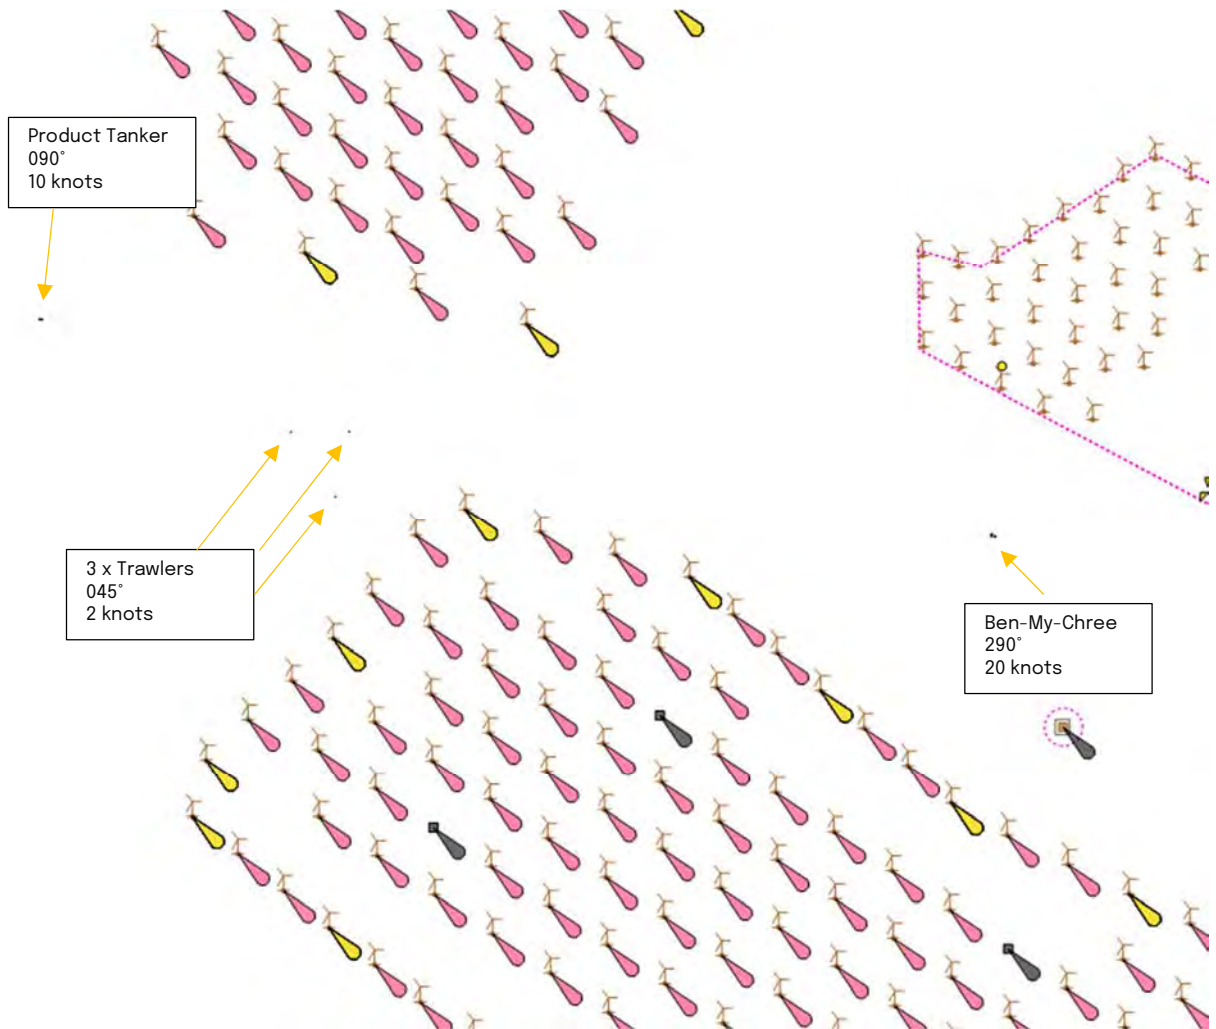 Product Tanker
090°
10 knots
3 x Trawlers
045°
2 knots
Ben-My-Chree
290°
20 knots